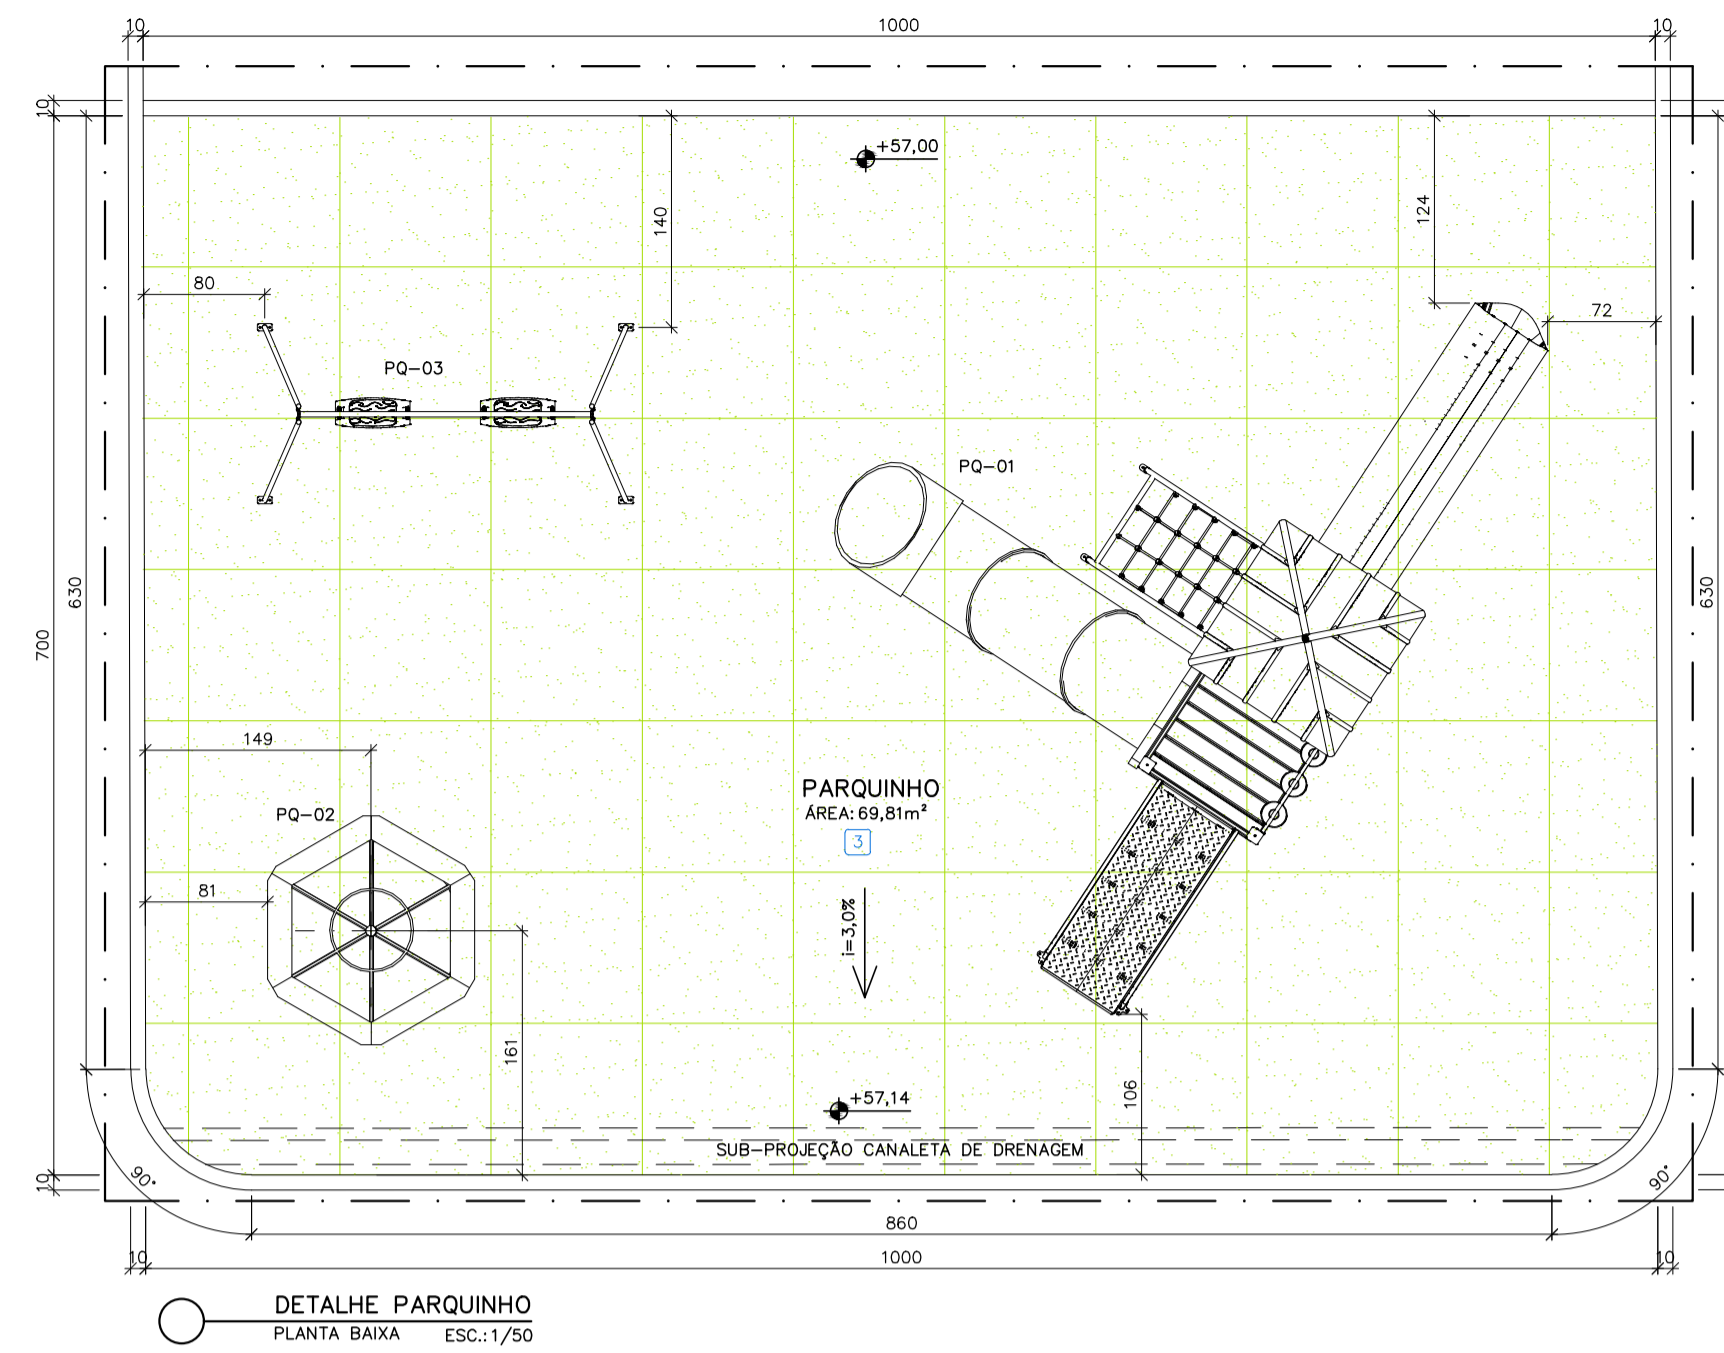 10
1000
10
10
+57,00
140
124
80
72
PQ-03
PQ-01
630
700
630
149
PARQUINHO
ÁREA: 69,81m²
3
PQ-02
81
i=3,0%
161
106
+57,14
SUB-PROJEÇÃO CANALETA DE DRENAGEM
10
90°
90°
860
10
1000
10
DETALHE PARQUINHO
PLANTA BAIXA ESC.: 1/50